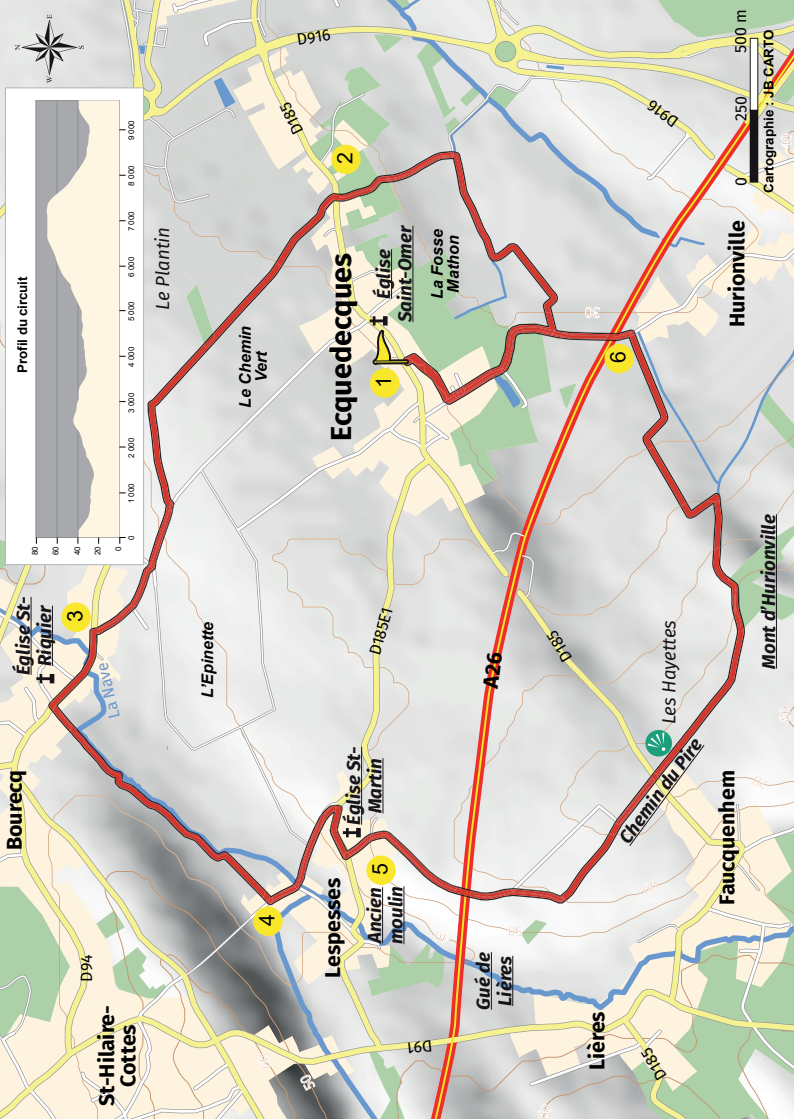 N
E
S
W
Profil du circuit
80
60
40
20
0
0
1 000
2 000
3 000
4 000
5 000
6 000
7 000
8 000
9 000
D916
D185
2
Le Plantin
Le Chemin
Vert
Ecquedecques
Église
Saint-Omer
La Fosse
Mathon
1
D916
0
250
500 m
Cartographie : JB CARTO
Hurionville
30
6
Église St-
Riquier
3
La Nave
L'Epinette
D185E1
A26
D185
Les Hayettes
Mont d'Hurionville
Chemin du Pire
Bourecq
Église St-
Martin
5
Ancien
moulin
4
Lespesses
Faucquenhem
D94
St-Hilaire-
Cottes
Gué de
Lières
D91
Lières
D185
50